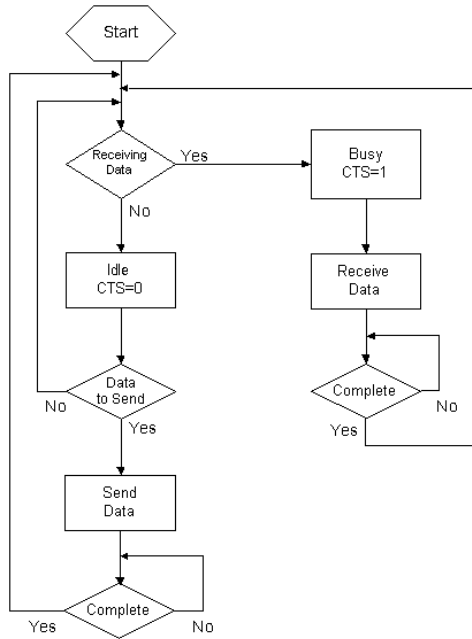 Start
Receiving
Data
Yes
Busy
CTS=1
No
Idle
CTS=0
Receive
Data
Data
to Send
No
Yes
Complete
No
Yes
Send
Data
Complete
Yes
No